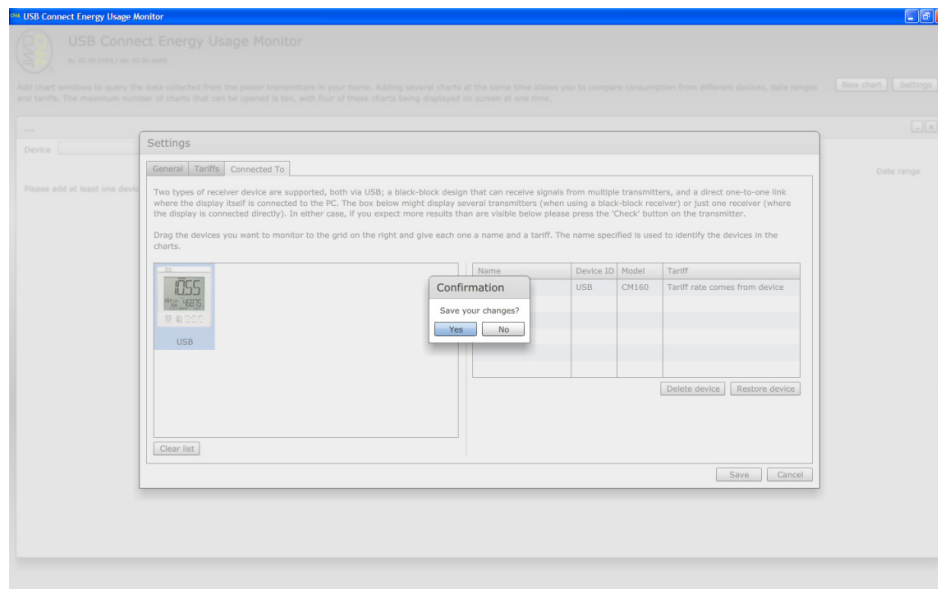 USB Connect Energy Usage Monitor
USB Connect Energy Usage Monitor
Add chart windows to query the data collected from the power transmitters in your home. Adding several charts at the same time allows you to compare consumption from different devices, date ranges
and tariffs. The maximum number of charts that can be opened is ten, with four of these charts being displayed on screen at one time.
New chart Settings
...
Device
Date range
Please add at least one devic
Settings
General Tariffs Connected To
Two types of receiver device are supported, both via USB; a black-block design that can receive signals from multiple transmitters, and a direct one-to-one link
where the display itself is connected to the PC. The box below might display several transmitters (when using a black-block receiver) or just one receiver (where
the display is connected directly). In either case, if you expect more results than are visible below please press the 'Check' button on the transmitter.
Drag the devices you want to monitor to the grid on the right and give each one a name and a tariff. The name specified is used to identify the devices in the
charts.
USB
Clear list
Name Device ID Model Tariff
USB CM160 Tariff rate comes from device
Confirmation
Save your changes?
Yes No
Delete device Restore device
Save Cancel